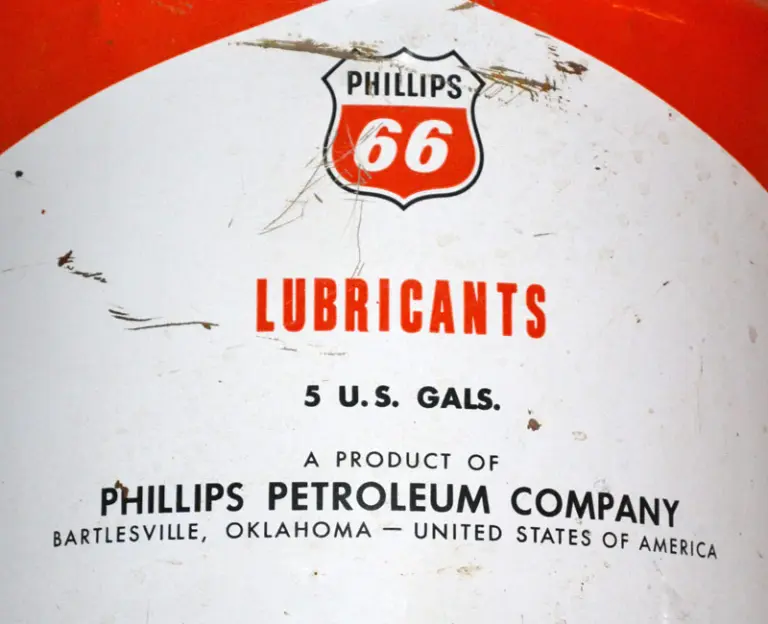 PHILLIPS
66
LUBRICANTS
5 U.S. GALS.
A PRODUCT OF
PHILLIPS PETROLEUM COMPANY
BARTLESVILLE, OKLAHOMA — UNITED STATES OF AMERICA